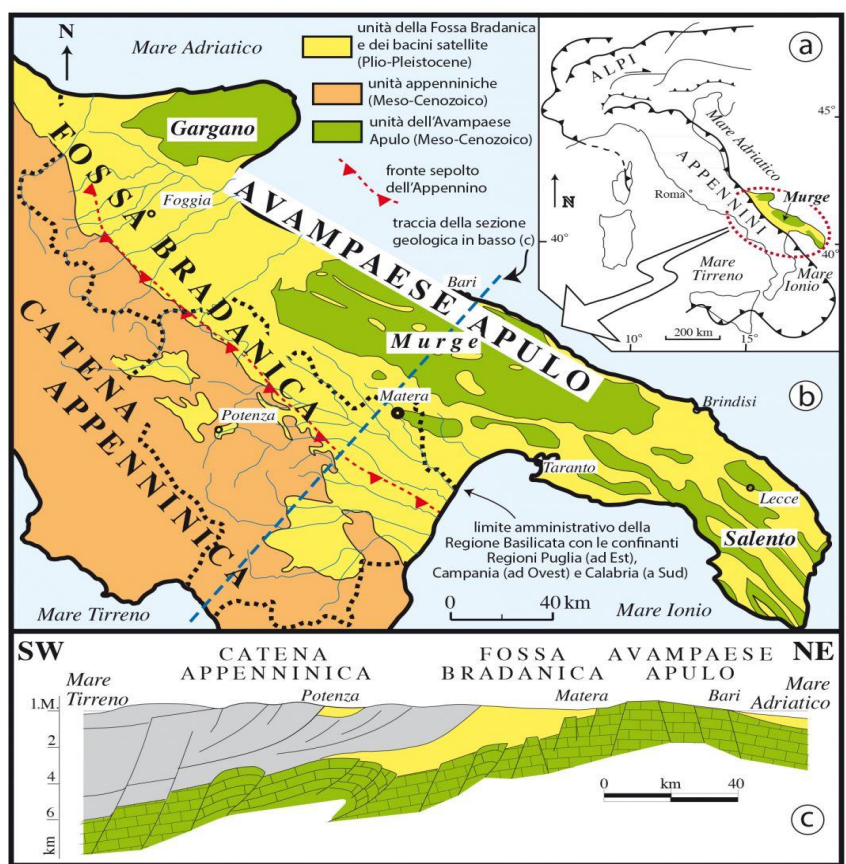 N
Mare Adriatico
unità della Fossa Bradanica
e dei bacini satellite
(Plio-Pleistocene)
unità appenniniche
(Meso-Cenozoico)
unità dell'Avampaese
Apulo (Meso-Cenozoico)
fronte sepolto
dell'Appennino
traccia della sezione
geologica in basso (c)
a
ALPI
45°
Mare Adriatico
APPENNINI
N
Roma
Murge
40°
40°
Mare
Tirreno
Mare
Ionio
200 km
10°
15°
Gargano
FOSSA BRADANICA
Foggia
AVAMPAESE APULO
Bari
Murge
CATENA
APPENNINICA
Matera
Potenza
b
Brindisi
Taranto
Lecce
Salento
limite amministrativo della
Regione Basilicata con le confinanti
Regioni Puglia (ad Est),
Campania (ad Ovest) e Calabria (a Sud)
0 40 km
Mare Tirreno
Mare Ionio
SW
CATENA
APPENNINICA
FOSSA
BRADANICA
AVAMPAESE
APULO
NE
Mare
Tirreno
Potenza
Matera
Bari
Mare
Adriatico
l.M.
2
4
6
km
0 km 40
c